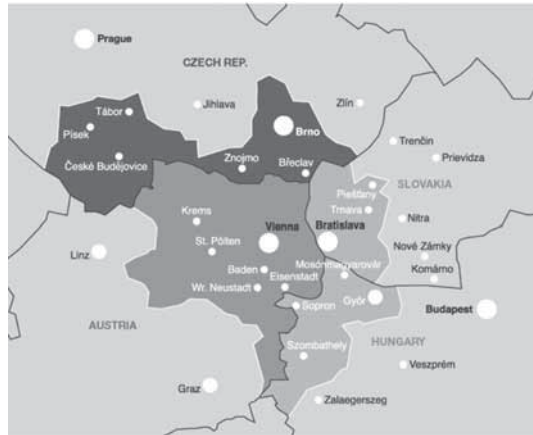 Prague
CZECH REP.
Tábor
Jihlava
Zlín
Písek
Brno
Trenčín
České Budějovice
Znojmo
Břeclav
Prievidza
Piešťany
SLOVAKIA
Trnava
Krems
Nitra
Vienna
Bratislava
St. Pölten
Nové Zámky
Linz
Mosónmagyarovár
Baden
Eisenstadt
Komárno
Wr. Neustadt
Győr
Sopron
Budapest
AUSTRIA
HUNGARY
Szombathely
Veszprém
Graz
Zalaegerszeg